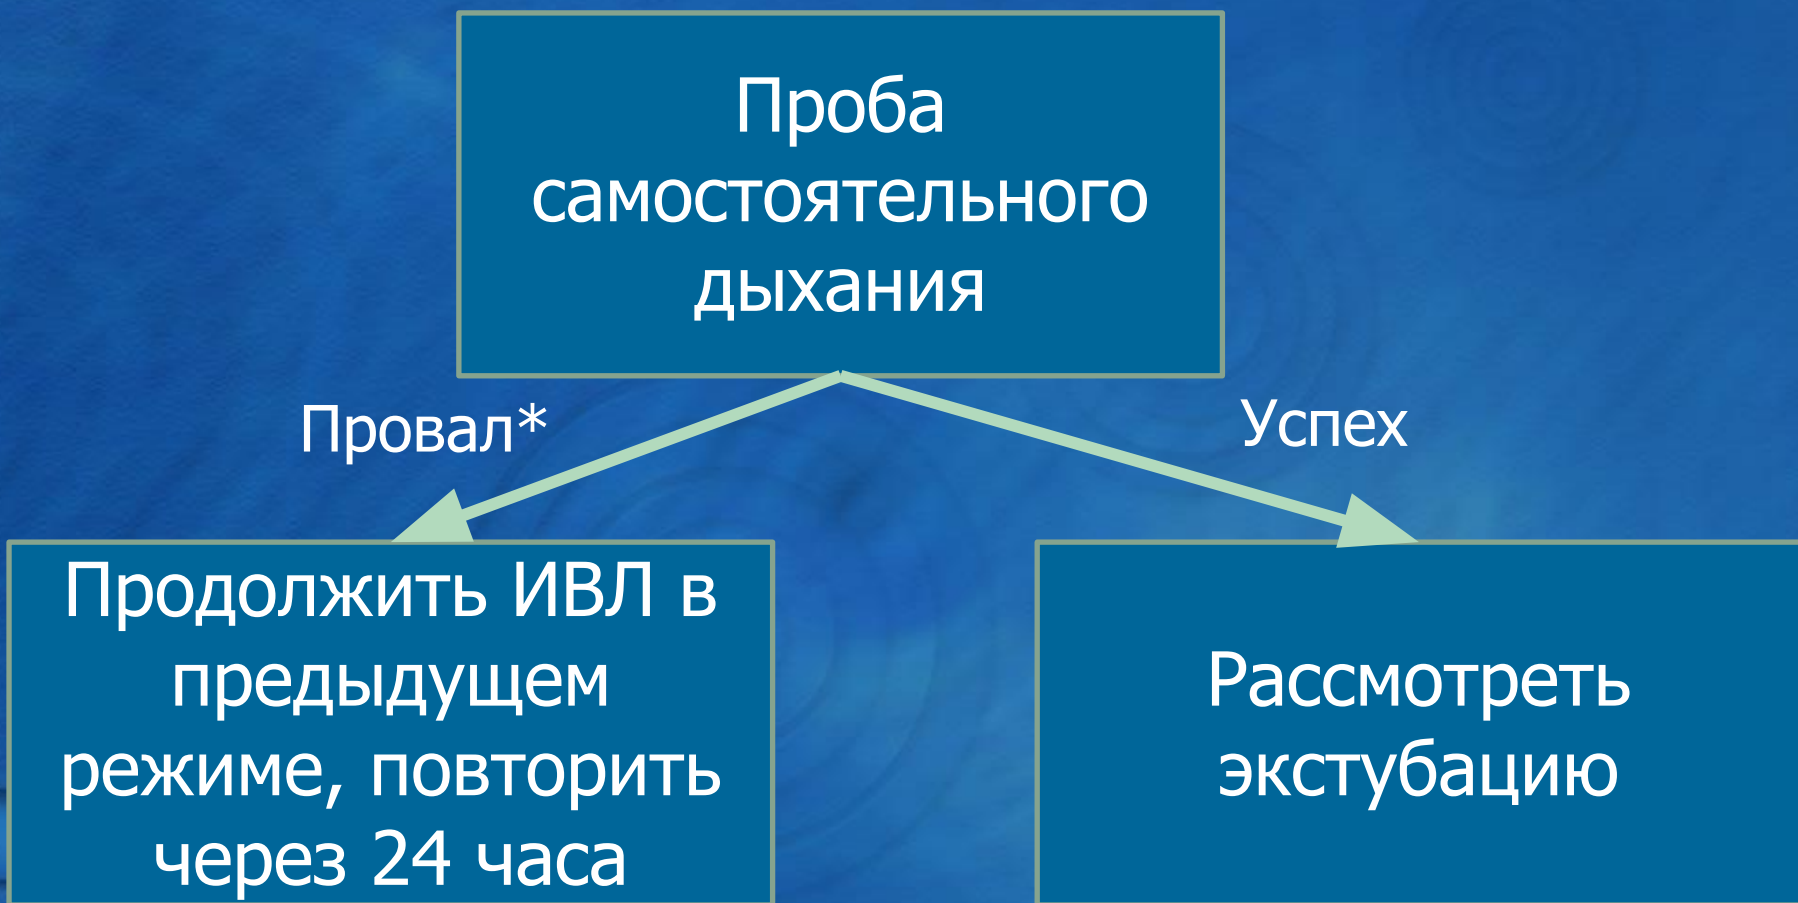 Проба
самостоятельного
дыхания
Провал*
Успех
Продолжить ИВЛ в
предыдущем
режиме, повторить
через 24 часа
Рассмотреть
экстубацию